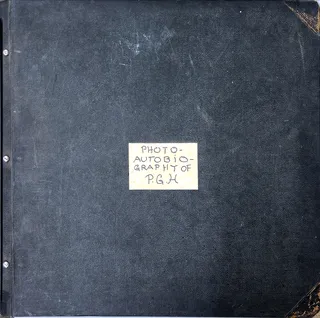 PHOTO-
AUTOBIO-
GRAPHY OF
P.G.H